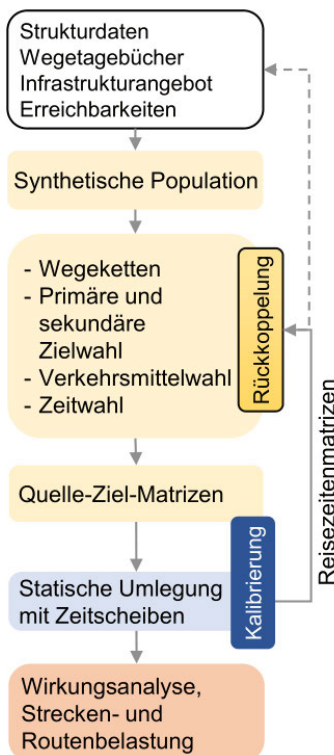 Strukturdaten
Wegetagebücher
Infrastrukturangebot
Erreichbarkeiten
Synthetische Population
- Wegeketten
- Primäre und
sekundäre
Zielwahl
- Verkehrsmittelwahl
- Zeitwahl
Rückkoppelung
Quelle-Ziel-Matrizen
Statische Umlegung
mit Zeitscheiben
Kalibrierung
Reisezeitenmatrizen
Wirkungsanalyse,
Strecken- und
Routenbelastung